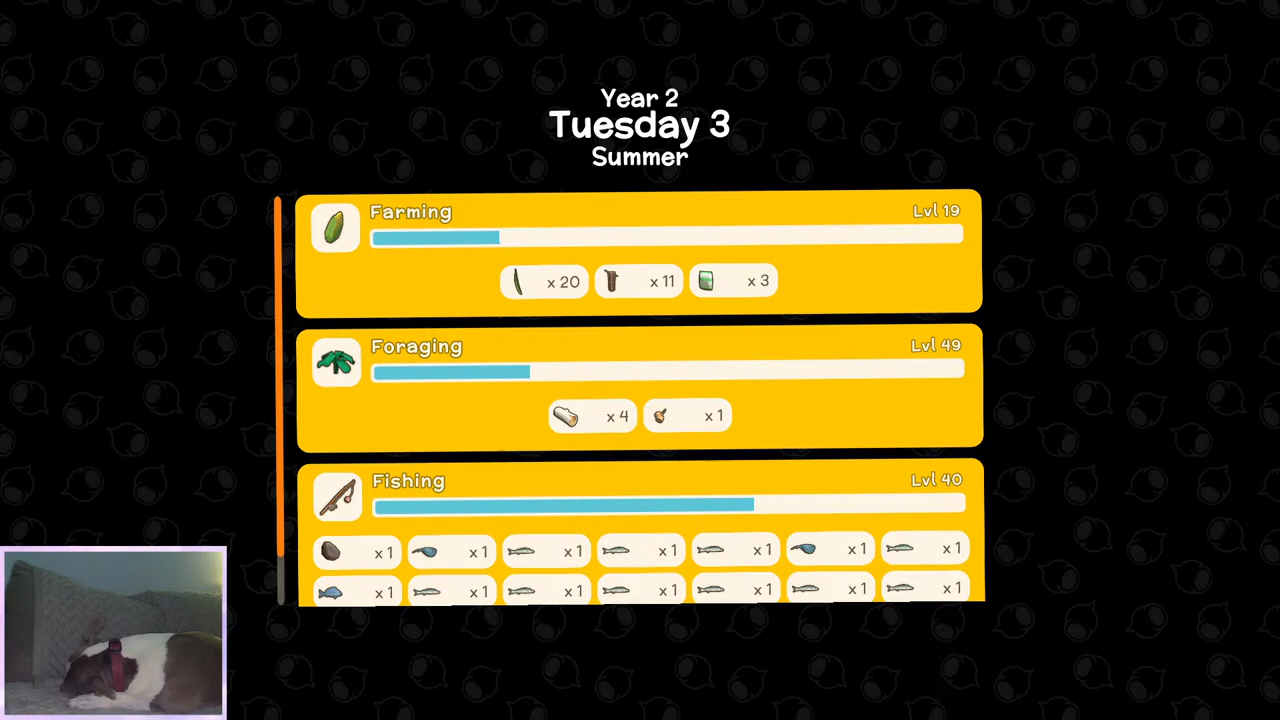 Year 2
Tuesday 3
Summer
Farming
Lvl 19
x 20
x 11
x 3
Foraging
Lvl 49
x 4
x 1
Fishing
Lvl 40
x 1
x 1
x 1
x 1
x 1
x 1
x 1
x 1
x 1
x 1
x 1
x 1
x 1
x 1